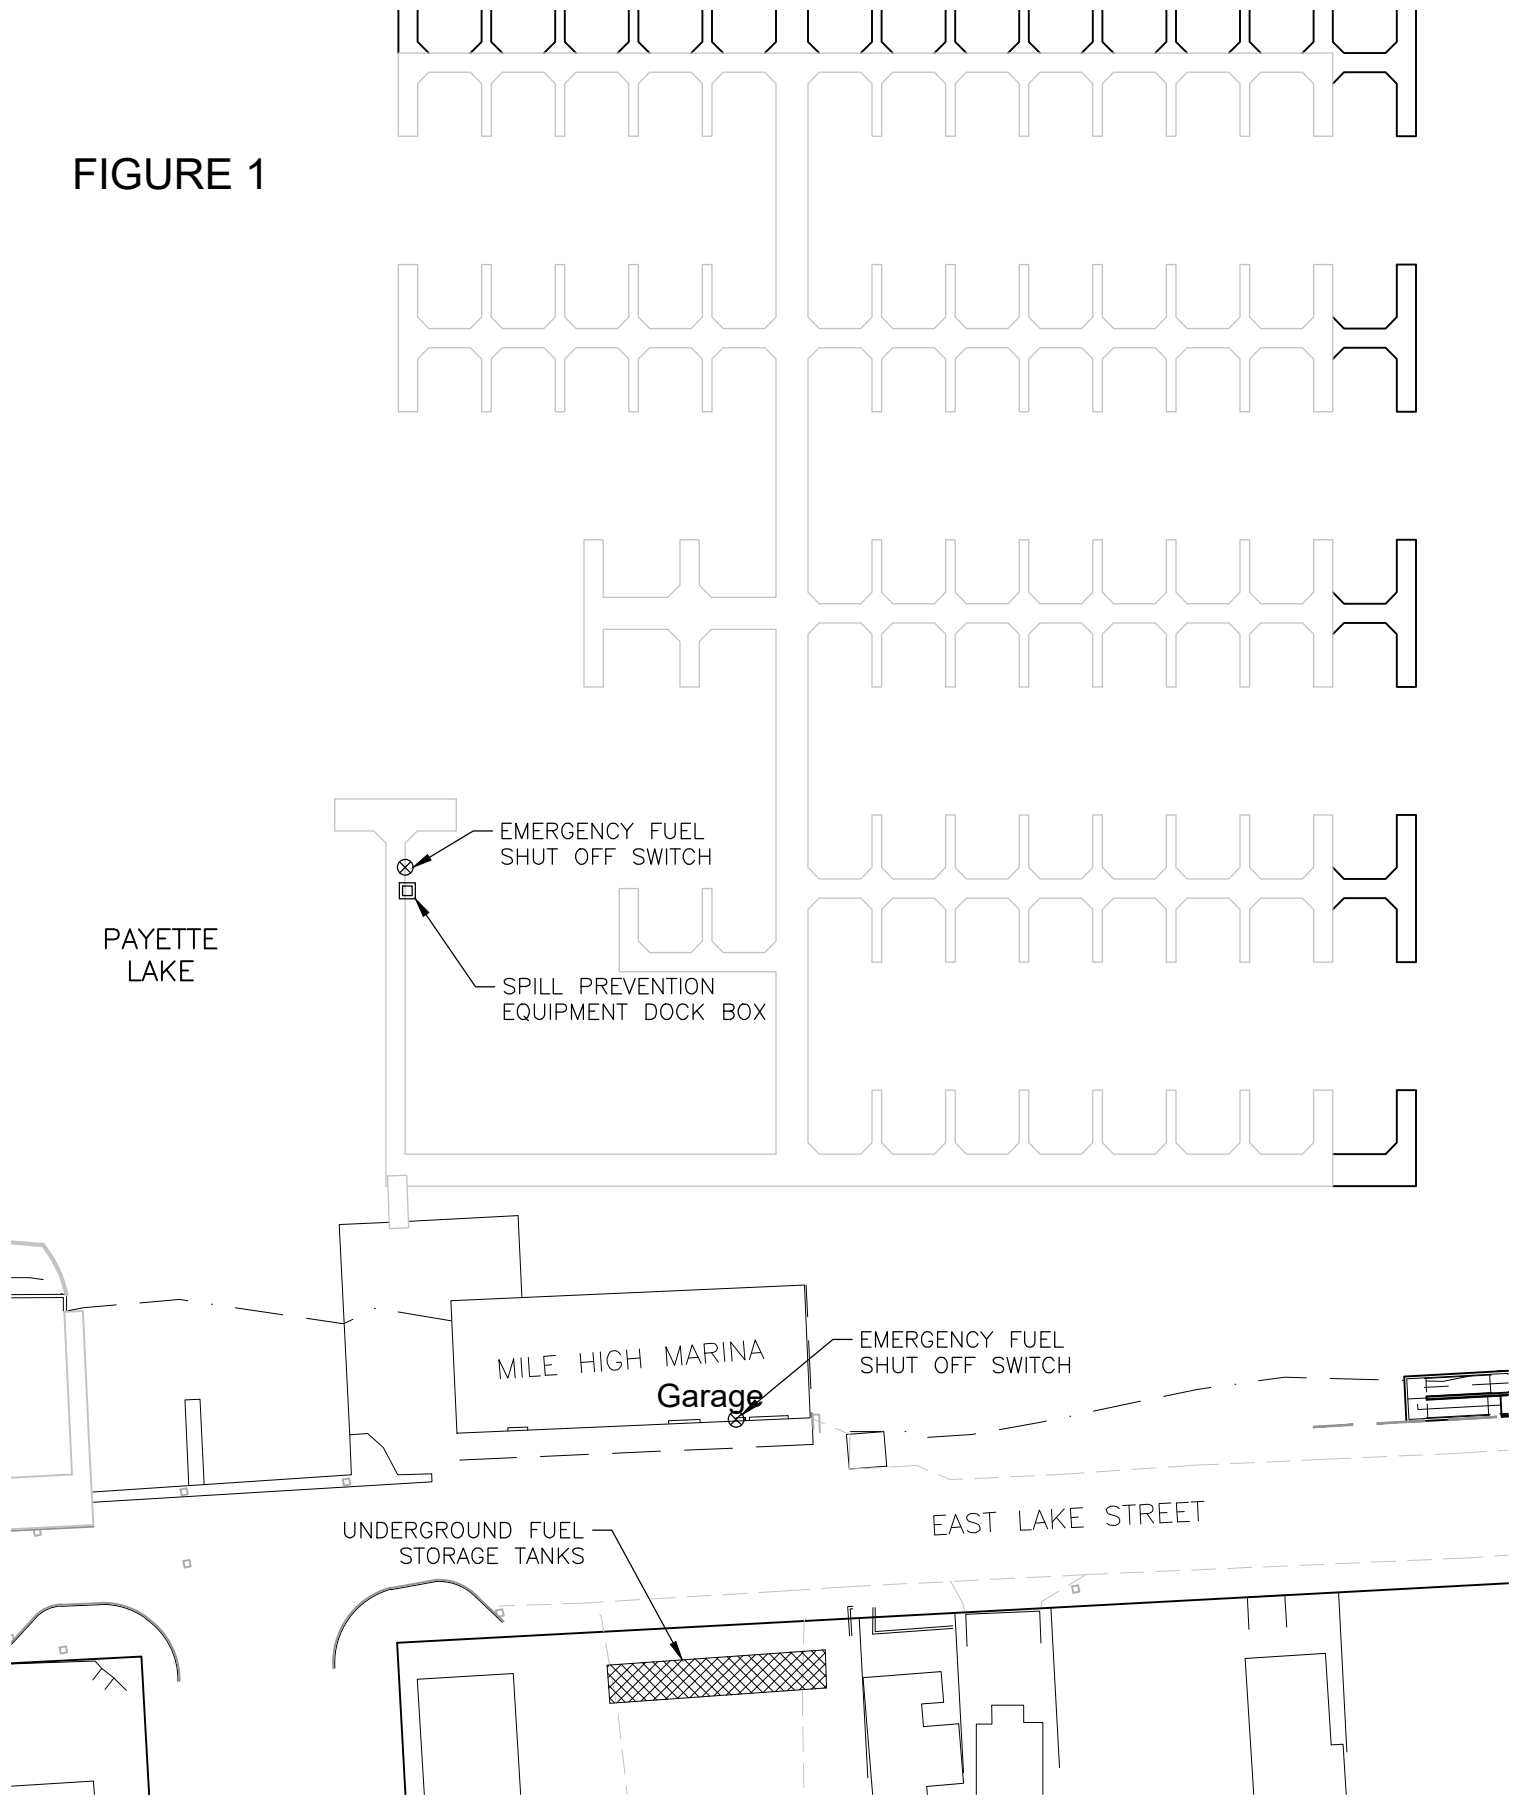 FIGURE 1
EMERGENCY FUEL
SHUT OFF SWITCH
PAYETTE
LAKE
SPILL PREVENTION
EQUIPMENT DOCK BOX
MILE HIGH MARINA
Garage
EMERGENCY FUEL
SHUT OFF SWITCH
EAST LAKE STREET
UNDERGROUND FUEL
STORAGE TANKS